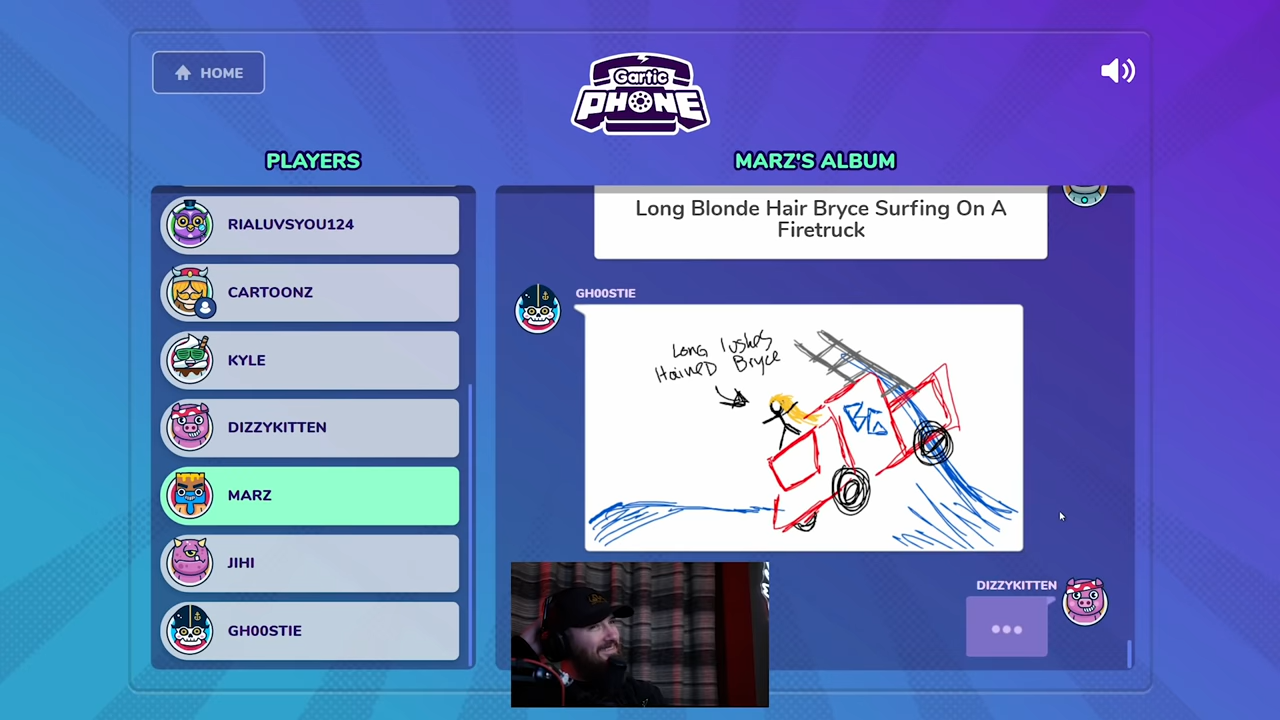 HOME
Gartic
PHONE
PLAYERS
MARZ'S ALBUM
RIALUVSYOU124
CARTOONZ
KYLE
DIZZYKITTEN
MARZ
JIHI
GH00STIE
Long Blonde Hair Bryce Surfing On A
Firetruck
GH00STIE
Long lushes
Haired Bryce
DIZZYKITTEN